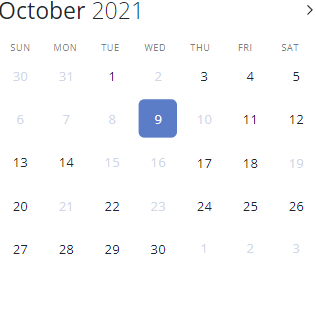 October 2021 >
SUN MON TUE WED THU FRI SAT
30 31 1 2 3 4 5
6 7 8 9 10 11 12
13 14 15 16 17 18 19
20 21 22 23 24 25 26
27 28 29 30 1 2 3